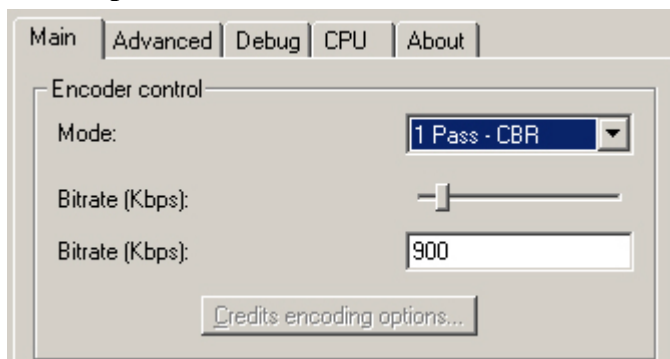 Main Advanced Debug CPU About
Encoder control
Mode: 1 Pass - CBR
Bitrate (Kbps):
Bitrate (Kbps): 900
Credits encoding options...